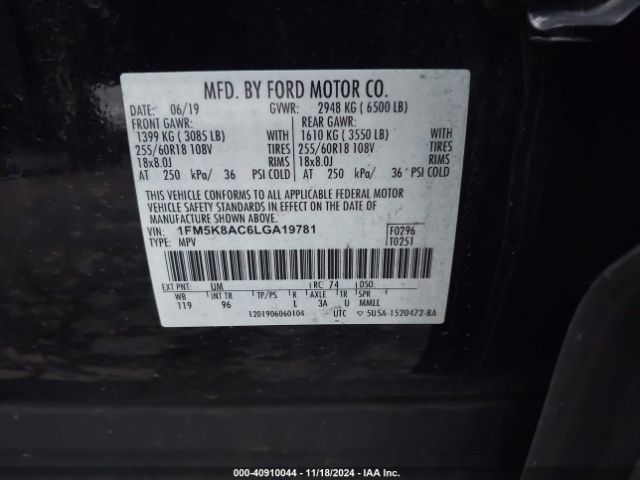 MFD. BY FORD MOTOR CO.
DATE: 06/19 GVWR: 2948 KG ( 6500 LB)
FRONT GAWR: REAR GAWR:
1399 KG ( 3085 LB) 1610 KG ( 3550 LB)
255/60R18 108V TIRES 255/60R18 108V TIRES
18x8.0J RIMS 18x8.0J RIMS
AT 250 kPa/ 36 PSI COLD AT 250 kPa/ 36 PSI COLD
THIS VEHICLE CONFORMS TO ALL APPLICABLE FEDERAL MOTOR
VEHICLE SAFETY STANDARDS IN EFFECT ON THE DATE OF
MANUFACTURE SHOWN ABOVE.
VIN: 1FM5K8AC6LGA19781 F0296
TYPE: MPV T0251
EXT PNT: UM RC: 74 DSO:
WB INT TR TP/PS R AXLE TR SPR
119 96 L 3A U MMLL
1201906060104 UTC 5U5A-1520472-BA
000-40910044 - 11/18/2024 - IAA Inc.